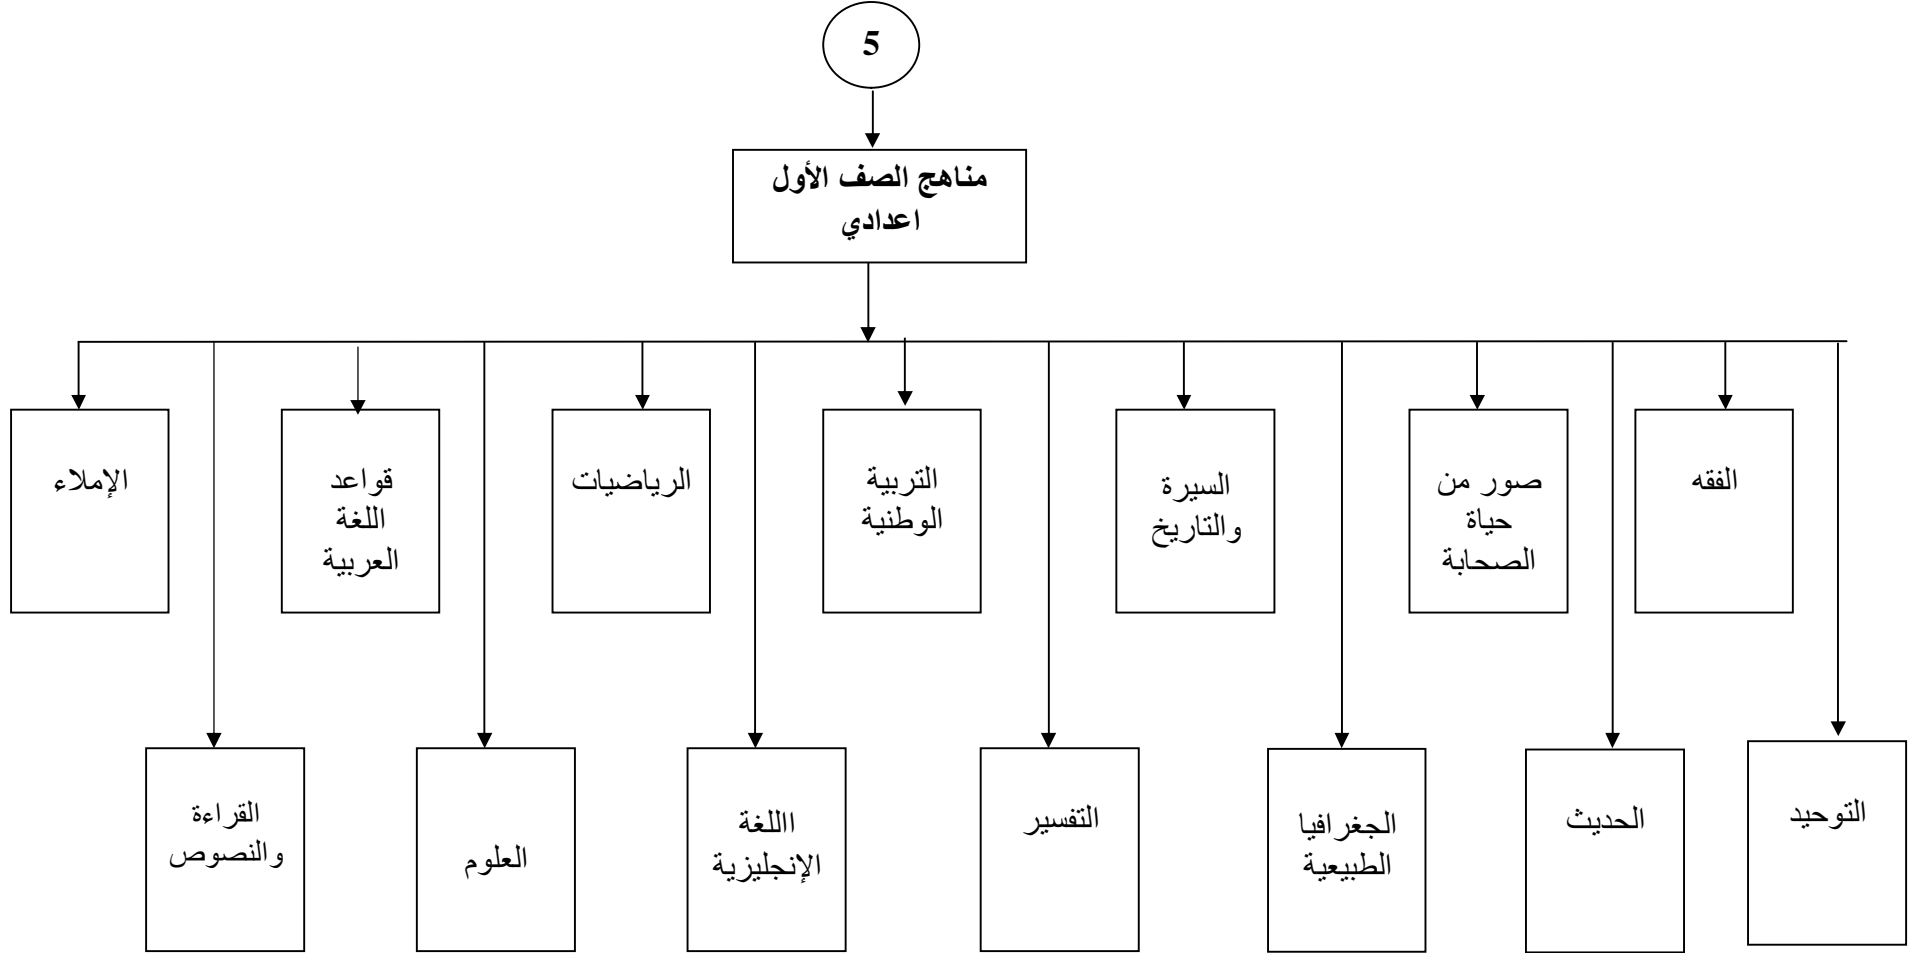 5
مناهج الصف الأول
اعدادي
الفقه
صور من
حياة
الصحابة
السيرة
والتاريخ
التربية
الوطنية
الرياضيات
قواعد
اللغة
العربية
الإملاء
التوحيد
الحديث
الجغرافيا
الطبيعية
التفسير
االلغة
الإنجليزية
العلوم
القراءة
والنصوص